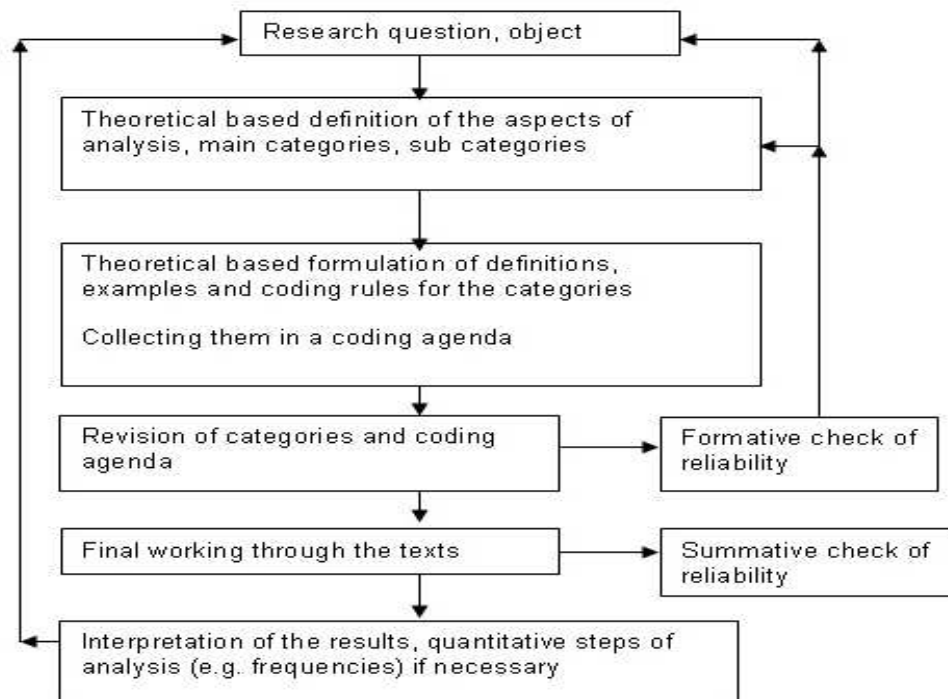 Research question, object
Theoretical based definition of the aspects of
analysis, main categories, sub categories
Theoretical based formulation of definitions,
examples and coding rules for the categories
Collecting them in a coding agenda
Revision of categories and coding
agenda
Formative check of
reliability
Final working through the texts
Summative check of
reliability
Interpretation of the results, quantitative steps of
analysis (e.g. frequencies) if necessary